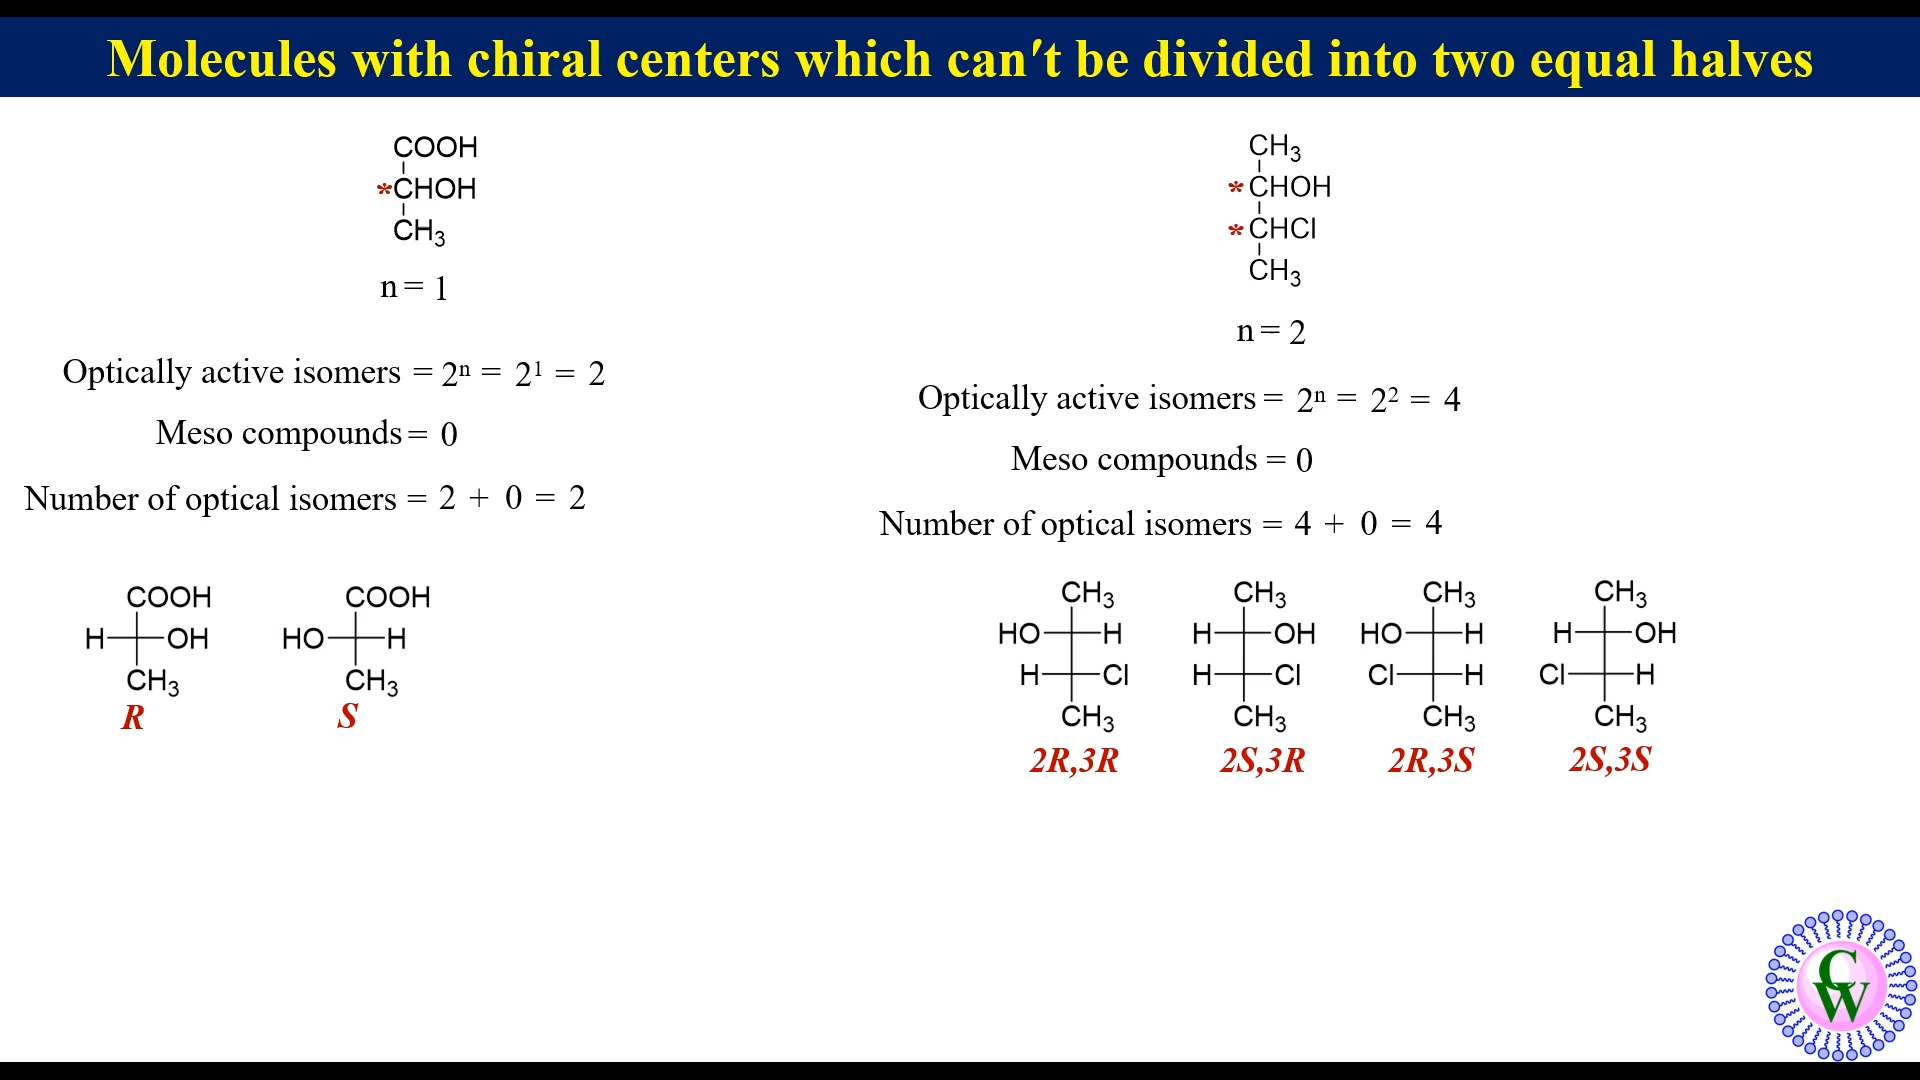 Molecules with chiral centers which can't be divided into two equal halves
COOH
*CHOH
CH₃
n = 1
Optically active isomers = 2ⁿ = 2¹ = 2
Meso compounds = 0
Number of optical isomers = 2 + 0 = 2
COOH
H OH
CH₃
R
COOH
HO H
CH₃
S
CH₃
*CHOH
*CHCl
CH₃
n = 2
Optically active isomers = 2ⁿ = 2² = 4
Meso compounds = 0
Number of optical isomers = 4 + 0 = 4
CH₃
HO H
H Cl
CH₃
2R,3R
CH₃
H OH
H Cl
CH₃
2S,3R
CH₃
HO H
Cl H
CH₃
2R,3S
CH₃
H OH
Cl H
CH₃
2S,3S
C
W